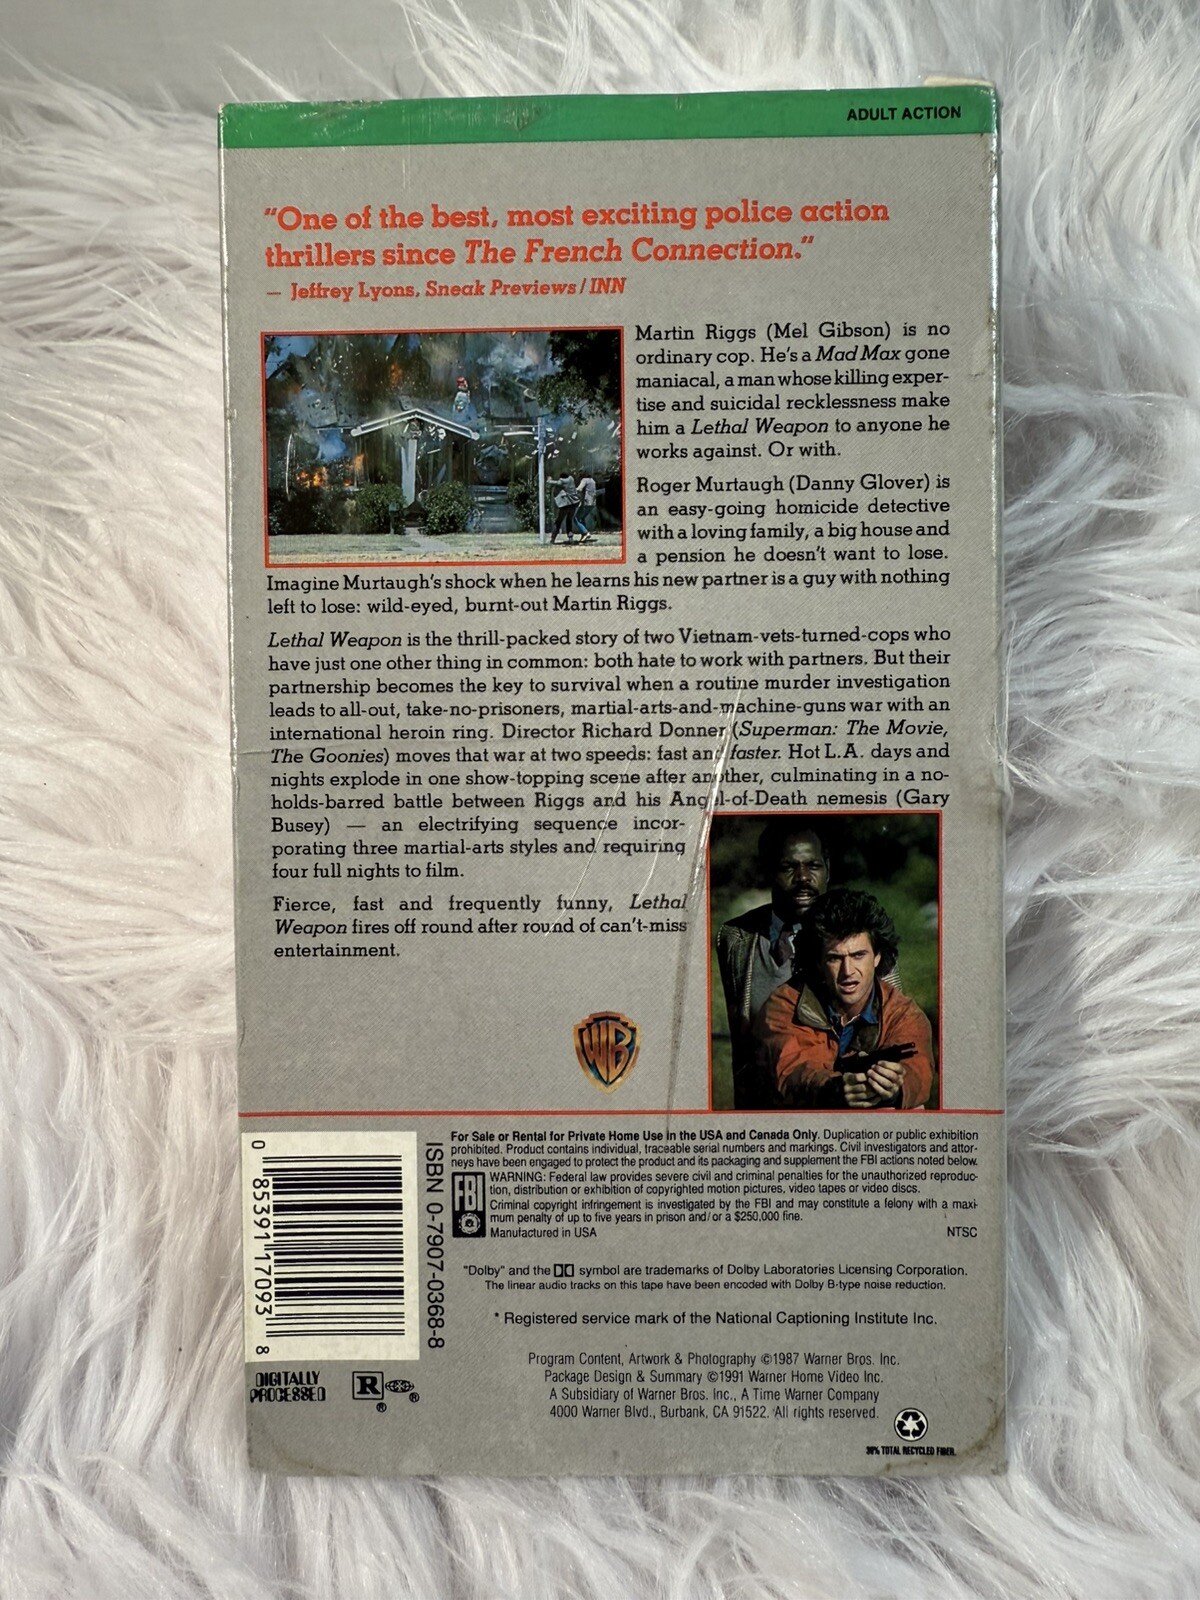 ADULT ACTION
"One of the best, most exciting police action
thrillers since The French Connection."
— Jeffrey Lyons, Sneak Previews/INN
Martin Riggs (Mel Gibson) is no
ordinary cop. He's a Mad Max gone
maniacal, a man whose killing exper-
tise and suicidal recklessness make
him a Lethal Weapon to anyone he
works against. Or with.
Roger Murtaugh (Danny Glover) is
an easy-going homicide detective
with a loving family, a big house and
a pension he doesn't want to lose.
Imagine Murtaugh's shock when he learns his new partner is a guy with nothing
left to lose: wild-eyed, burnt-out Martin Riggs.
Lethal Weapon is the thrill-packed story of two Vietnam-vets-turned-cops who
have just one other thing in common: both hate to work with partners. But their
partnership becomes the key to survival when a routine murder investigation
leads to all-out, take-no-prisoners, martial-arts-and-machine-guns war with an
international heroin ring. Director Richard Donner (Superman: The Movie,
The Goonies) moves that war at two speeds: fast and faster. Hot L.A. days and
nights explode in one show-topping scene after another, culminating in a no-
holds-barred battle between Riggs and his Angel-of-Death nemesis (Gary
Busey) — an electrifying sequence incor-
porating three martial-arts styles and requiring
four full nights to film.
Fierce, fast and frequently funny, Lethal
Weapon fires off round after round of can't-miss
entertainment.
WB
For Sale or Rental for Private Home Use in the USA and Canada Only. Duplication or public exhibition
prohibited. Product contains individual, traceable serial numbers and markings. Civil investigators and attor-
neys have been engaged to protect the product and its packaging and supplement the FBI actions noted below.
FBI
WARNING: Federal law provides severe civil and criminal penalties for the unauthorized reproduc-
tion, distribution or exhibition of copyrighted motion pictures, video tapes or video discs.
Criminal copyright infringement is investigated by the FBI and may constitute a felony with a maxi-
mum penalty of up to five years in prison and/or a $250,000 fine.
Manufactured in USA NTSC
0 85391 17093 8
ISBN 0-7907-0368-8
"Dolby" and the symbol are trademarks of Dolby Laboratories Licensing Corporation.
The linear audio tracks on this tape have been encoded with Dolby B-type noise reduction.
* Registered service mark of the National Captioning Institute Inc.
Program Content, Artwork & Photography ©1987 Warner Bros. Inc.
Package Design & Summary ©1991 Warner Home Video Inc.
A Subsidiary of Warner Bros. Inc., A Time Warner Company
4000 Warner Blvd., Burbank, CA 91522. All rights reserved.
DIGITALLY
PROCESSED
R ® ®
TOTAL RECYCLED FIBER.